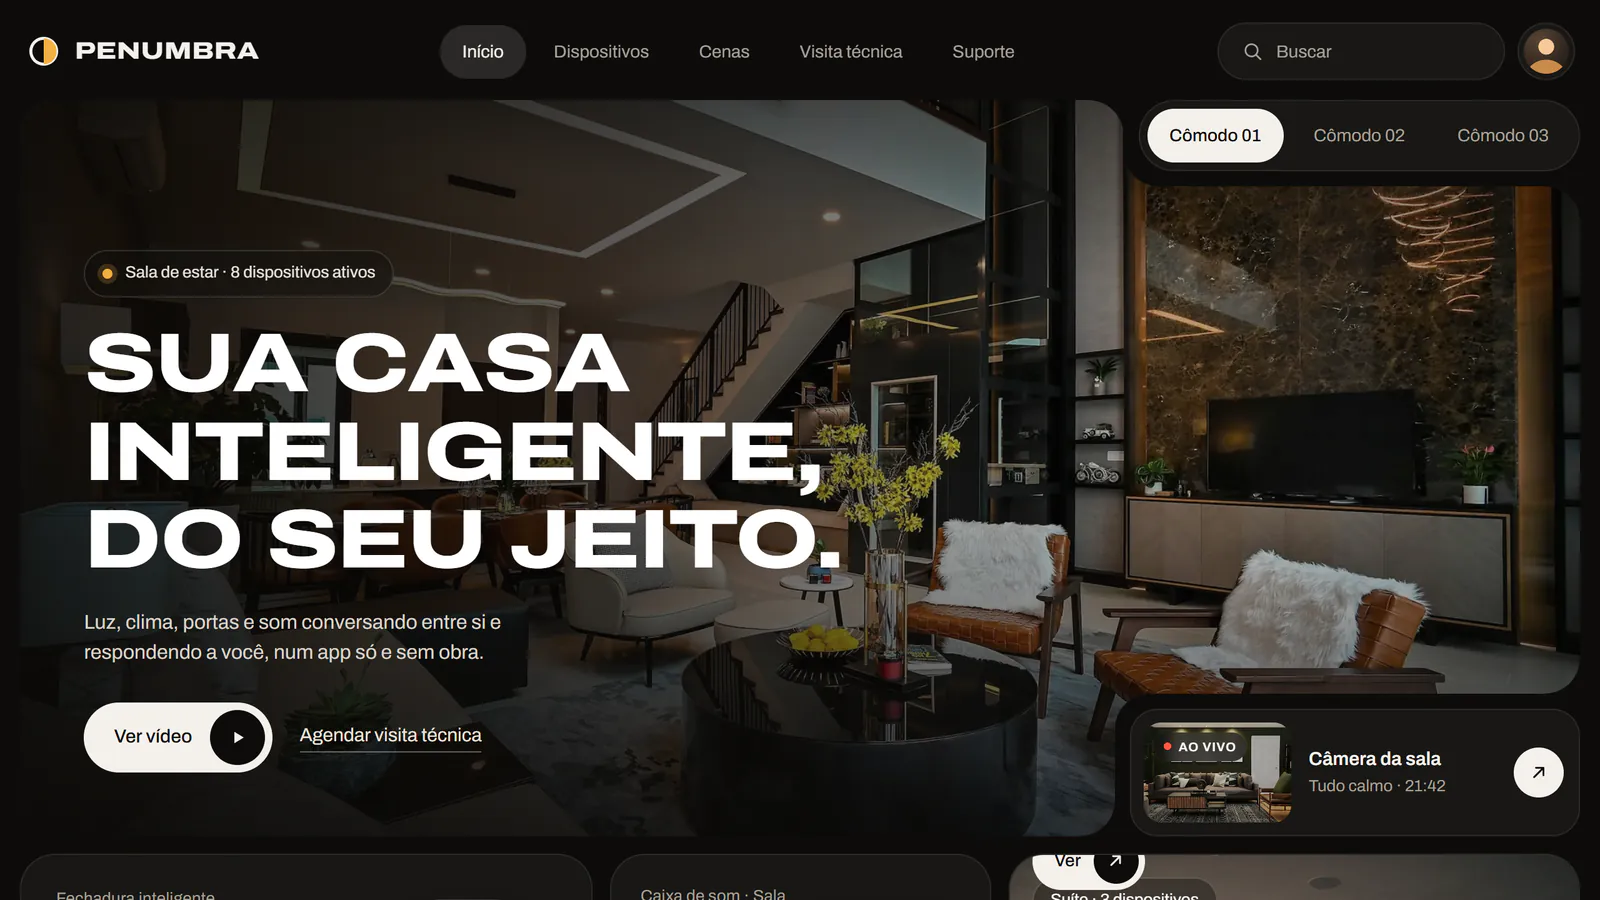 PENUMBRA
Início
Dispositivos
Cenas
Visita técnica
Suporte
Buscar
Cômodo 01
Cômodo 02
Cômodo 03
Sala de estar · 8 dispositivos ativos
SUA CASA
INTELIGENTE,
DO SEU JEITO.
Luz, clima, portas e som conversando entre si e
respondendo a você, num app só e sem obra.
Ver vídeo
Agendar visita técnica
AO VIVO
Câmera da sala
Tudo calmo · 21:42
Fechadura inteligente
Caixa de som · Sala
Ver
Suíte · 3 dispositivos